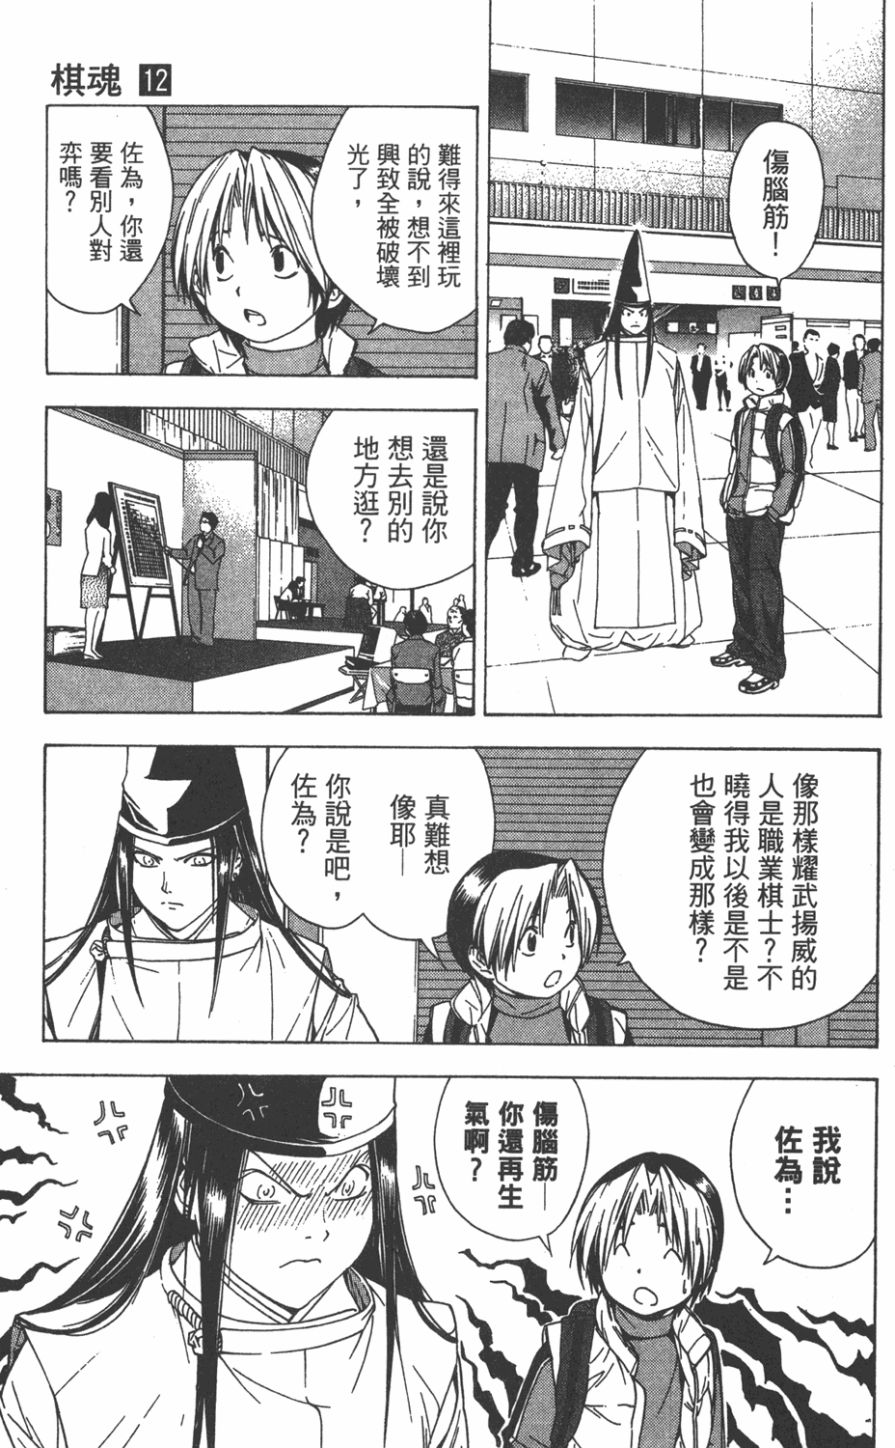 棋魂 12
傷腦筋！
難得來這裡玩
的說，想不到
興致全被破壞
光了，
佐為，你還
要看別人對
弈嗎？
還是說你
想去別的
地方逛？
像那樣耀武揚威的
人是職業棋士？不
曉得我以後是不是
也會變成那樣？
真難想
像耶—
你說是吧，
佐為？
我說
佐為…
傷腦筋—
你還再生
氣啊？